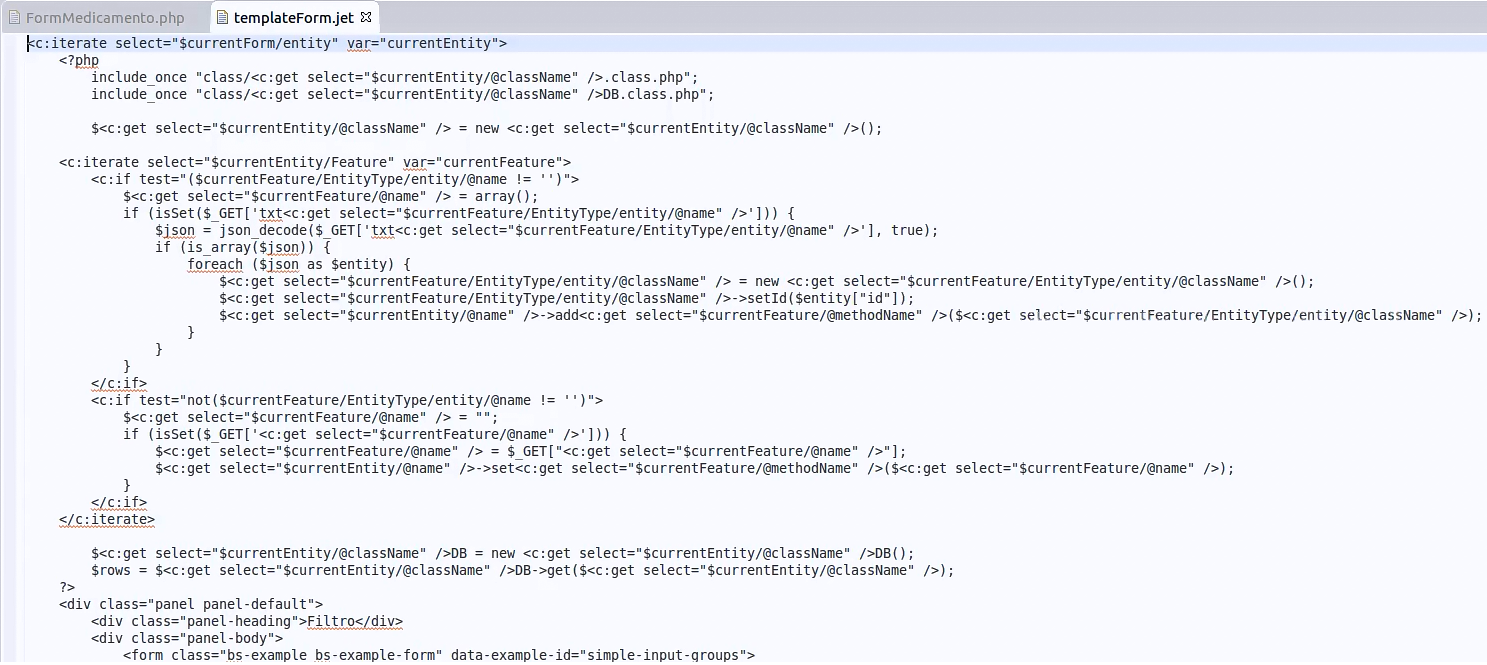 FormMedicamento.php templateForm.jet
<c:iterate select="$currentForm/entity" var="currentEntity">
<?php
include_once "class/<c:get select="$currentEntity/@className" />.class.php";
include_once "class/<c:get select="$currentEntity/@className" />DB.class.php";
$<c:get select="$currentEntity/@className" /> = new <c:get select="$currentEntity/@className" />();
<c:iterate select="$currentEntity/Feature" var="currentFeature">
<c:if test="($currentFeature/EntityType/entity/@name != '')">
$<c:get select="$currentFeature/@name" /> = array();
if (isSet($_GET['txt<c:get select="$currentFeature/EntityType/entity/@name" />'])) {
$json = json_decode($_GET['txt<c:get select="$currentFeature/EntityType/entity/@name" />'], true);
if (is_array($json)) {
foreach ($json as $entity) {
$<c:get select="$currentFeature/EntityType/entity/@className" /> = new <c:get select="$currentFeature/EntityType/entity/@className" />();
$<c:get select="$currentFeature/EntityType/entity/@className" />->setId($entity["id"]);
$<c:get select="$currentEntity/@name" />->add<c:get select="$currentFeature/@methodName" />($<c:get select="$currentFeature/EntityType/entity/@className" />);
}
}
}
</c:if>
<c:if test="not($currentFeature/EntityType/entity/@name != '')">
$<c:get select="$currentFeature/@name" /> = "";
if (isSet($_GET['<c:get select="$currentFeature/@name" />'])) {
$<c:get select="$currentFeature/@name" /> = $_GET["<c:get select="$currentFeature/@name" />"];
$<c:get select="$currentEntity/@name" />->set<c:get select="$currentFeature/@methodName" />($<c:get select="$currentFeature/@name" />);
}
</c:if>
</c:iterate>
$<c:get select="$currentEntity/@className" />DB = new <c:get select="$currentEntity/@className" />DB();
$rows = $<c:get select="$currentEntity/@className" />DB->get($<c:get select="$currentEntity/@className" />);
?>
<div class="panel panel-default">
<div class="panel-heading">Filtro</div>
<div class="panel-body">
<form class="bs-example bs-example-form" data-example-id="simple-input-groups">